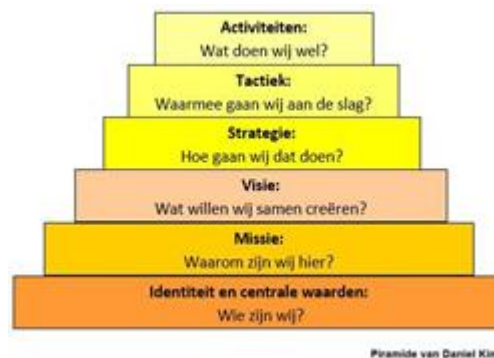 Activiteiten:
Wat doen wij wel?
Tactiek:
Waarmee gaan wij aan de slag?
Strategie:
Hoe gaan wij dat doen?
Visie:
Wat willen wij samen creëren?
Missie:
Waarom zijn wij hier?
Identiteit en centrale waarden:
Wie zijn wij?
Piramide van Daniel